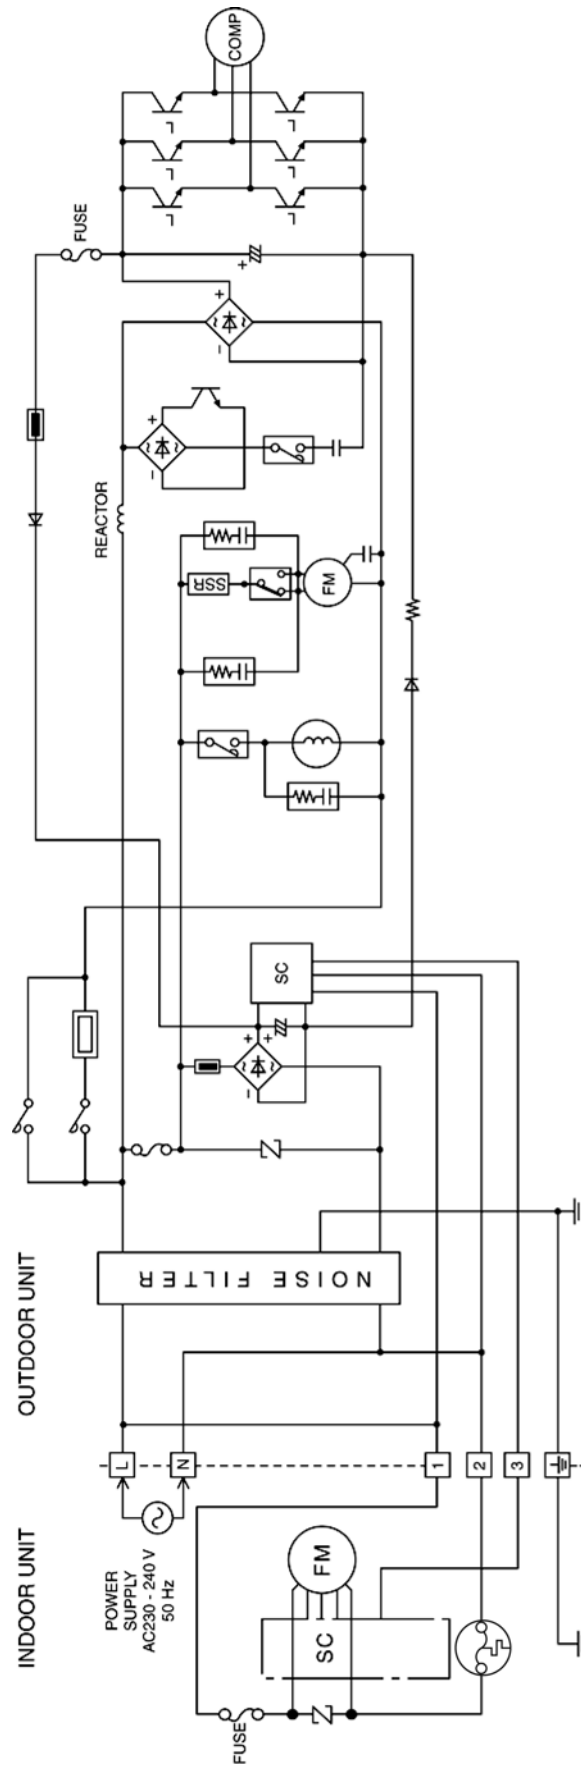 INDOOR UNIT
OUTDOOR UNIT
POWER
SUPPLY
AC230 - 240 V
50 Hz
L
N
1
2
3
FUSE
SC
FM
NOISE FILTER
SC
+
+
-
SSR
FM
REACTOR
+
-
+
-
+
FUSE
COMP